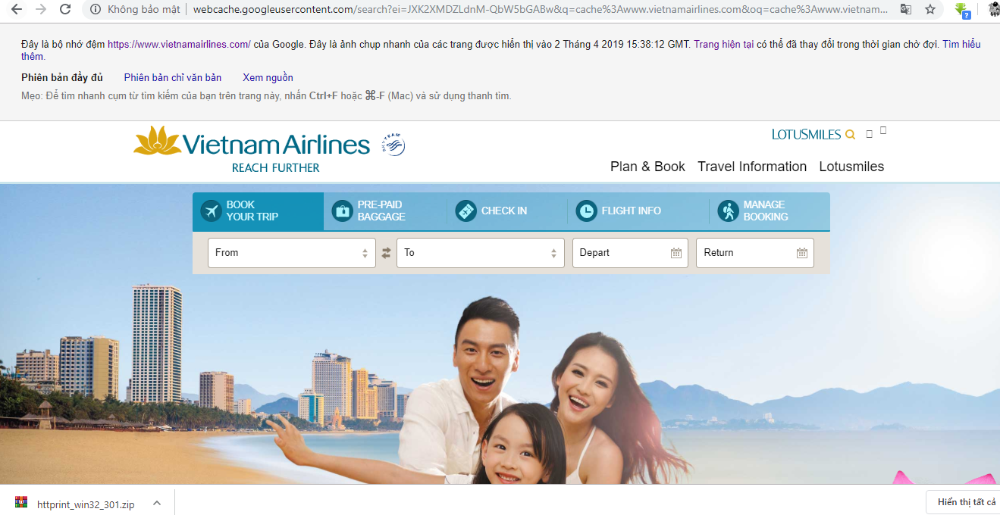 Không bảo mật
webcache.googleusercontent.com/search?ei=JXK2XMDZLdnM-QbW5bGABw&q=cache%3Awww.vietnamairlines.com&oq=cache%3Awww.vietnam...
Đây là bộ nhớ đệm https://www.vietnamairlines.com/ của Google. Đây là ảnh chụp nhanh của các trang được hiển thị vào 2 Tháng 4 2019 15:38:12 GMT. Trang hiện tại có thể đã thay đổi trong thời gian chờ đợi. Tìm hiểu
thêm.
Phiên bản đầy đủ Phiên bản chỉ văn bản Xem nguồn
Mẹo: Để tìm nhanh cụm từ tìm kiếm của bạn trên trang này, nhấn Ctrl+F hoặc ⌘-F (Mac) và sử dụng thanh tìm.
Vietnam Airlines
SKYTEAM
REACH FURTHER
LOTUSMILES
Plan & Book Travel Information Lotusmiles
BOOK
YOUR TRIP
PRE-PAID
BAGGAGE
CHECK IN
FLIGHT INFO
MANAGE
BOOKING
From To Depart Return
httprint_win32_301.zip
Hiển thị tất cả